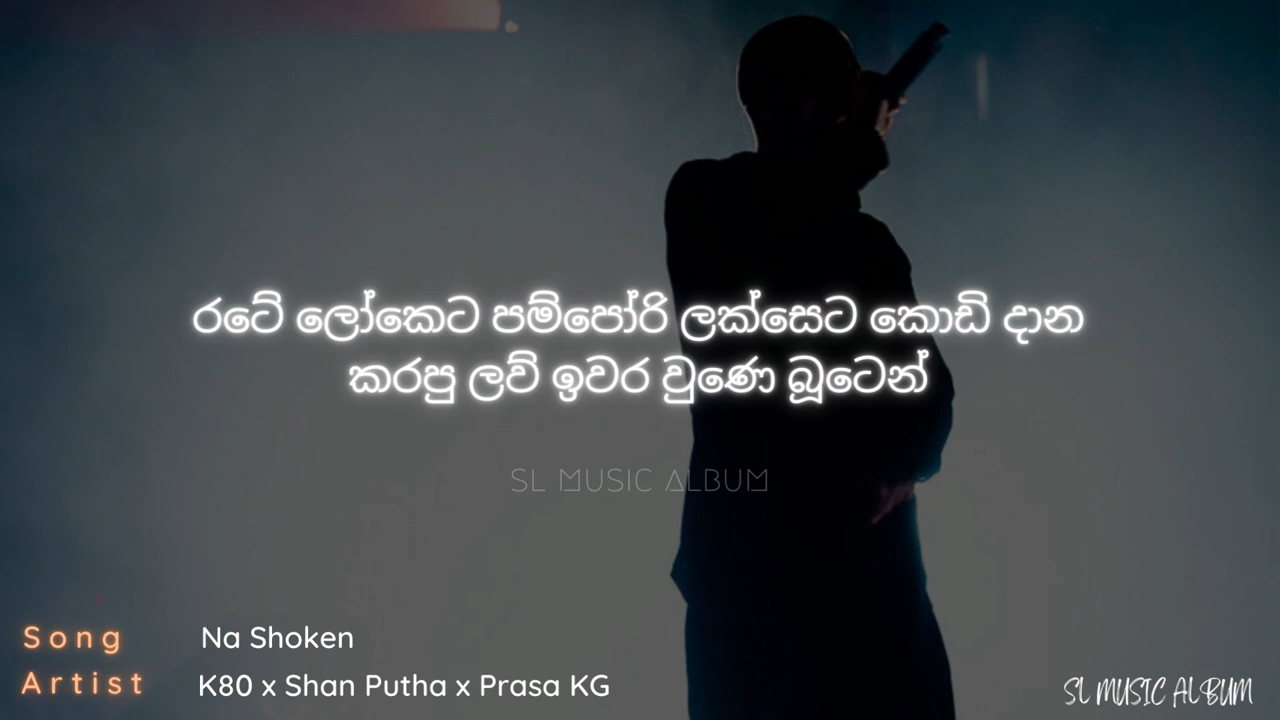 රටේ ලෝකෙට පම්පෝරි ලක්සෙට කොඩි දාන
කරපු ලව් ඉවර වුණෙ බූටෙන්
SL MUSIC ALBUM
Song Na Shoken
Artist K80 x Shan Putha x Prasa KG
SL MUSIC ALBUM